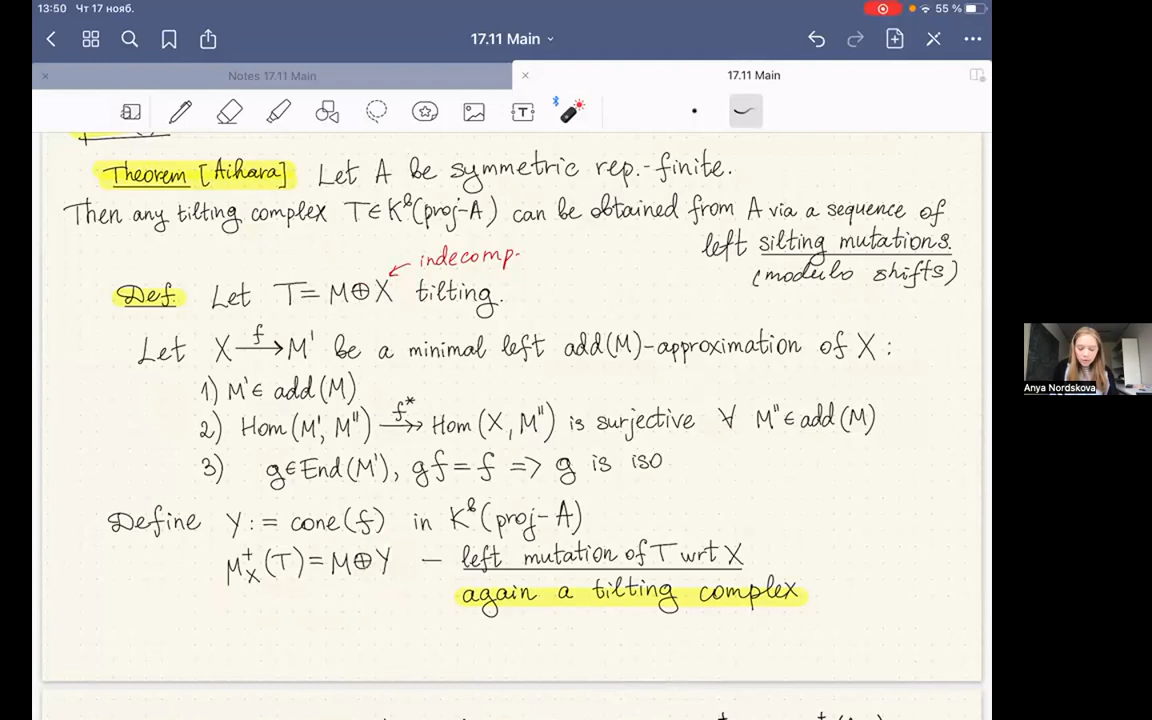 13:50 Чт 17 нояб.
55 %
17.11 Main
Notes 17.11 Main
17.11 Main
Theorem [Aihara] Let A be symmetric rep.-finite.
Then any tilting complex T∈Kᵇ(proj-A) can be obtained from A via a sequence of
left silting mutations.
(modulo shifts)
indecomp.
Def. Let T = M⊕X tilting.
Let X →f M' be a minimal left add(M)-approximation of X:
1) M'∈ add(M)
2) Hom(M', M'') →f* Hom(X, M'') is surjective ∀ M''∈ add(M)
3) g∈End(M'), gf = f => g is iso
Define Y := cone(f) in Kᵇ(proj-A)
μ⁺_X(T) = M⊕Y — left mutation of T wrt X
again a tilting complex
Anya Nordskova